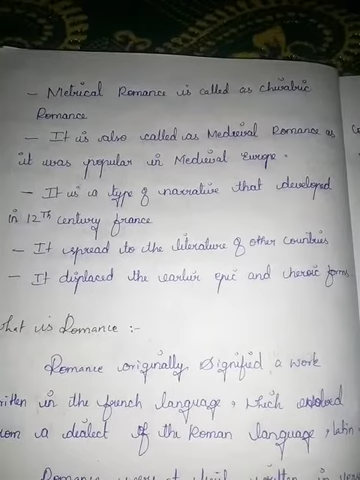 - Metrical Romance is called as chivalric
Romance
- It is also called as Medieval Romance as
it was popular in Medieval Europe.
- It is a type of narrative that developed
in 12th century france
- It spread to the literature of other countries
- It displaced the earlier epic and heroic forms
what is Romance :-
Romance originally Signified a work
written in the french language, which evolved
from a dialect of the Roman language, latin.
Romance